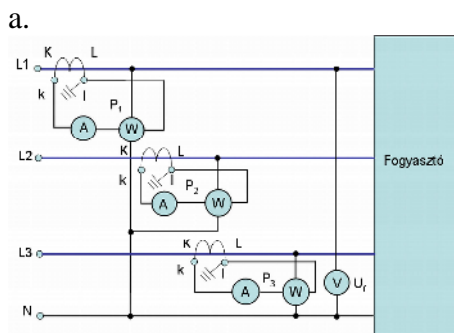 a.
K L
L1
k l P1
A W
L2 K L
k l P2 Fogyasztó
A W
L3 K L
k l P3
A W V Uf
N